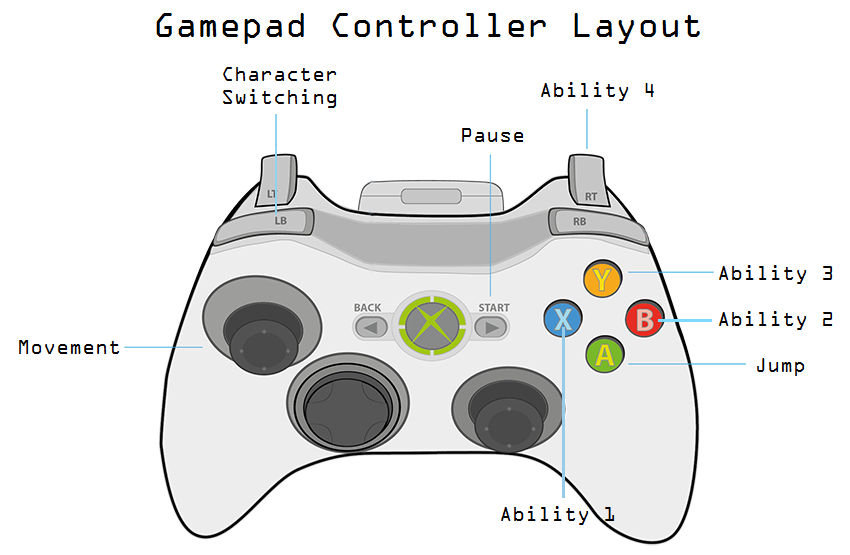 Gamepad Controller Layout
Character
Switching
Ability 4
Pause
LT
RT
LB
RB
Ability 3
Y
BACK
START
X
B
Ability 2
Movement
A
Jump
Ability 1